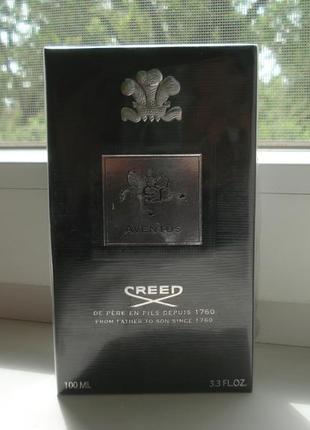 AVENTUS
CREED
DE PÈRE EN FILS DEPUIS 1760
FROM FATHER TO SON SINCE 1760
100 ML 3.3 FL.OZ.